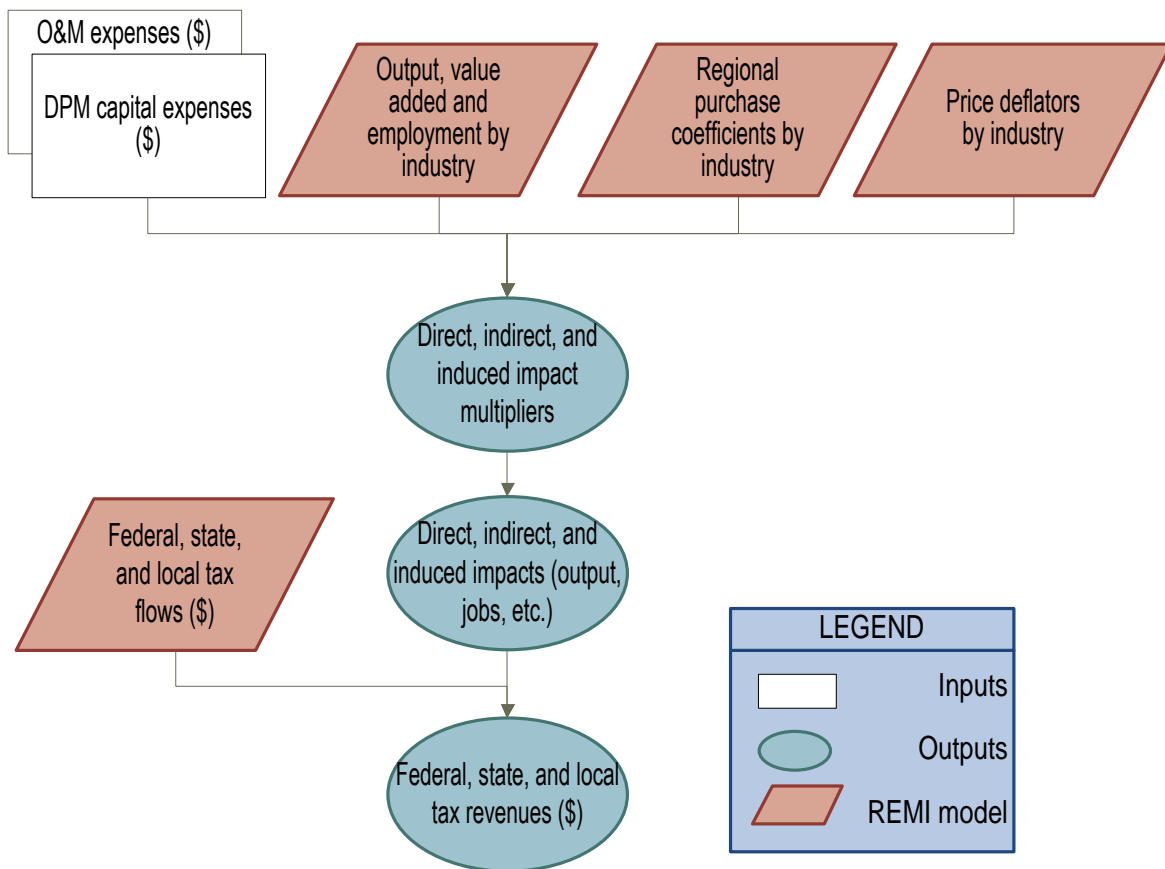 O&M expenses ($)
DPM capital expenses
($)
Output, value
added and
employment by
industry
Regional
purchase
coefficients by
industry
Price deflators
by industry
Direct, indirect, and
induced impact
multipliers
Federal, state,
and local tax
flows ($)
Direct, indirect, and
induced impacts (output,
jobs, etc.)
Federal, state, and local
tax revenues ($)
LEGEND
Inputs
Outputs
REMI model